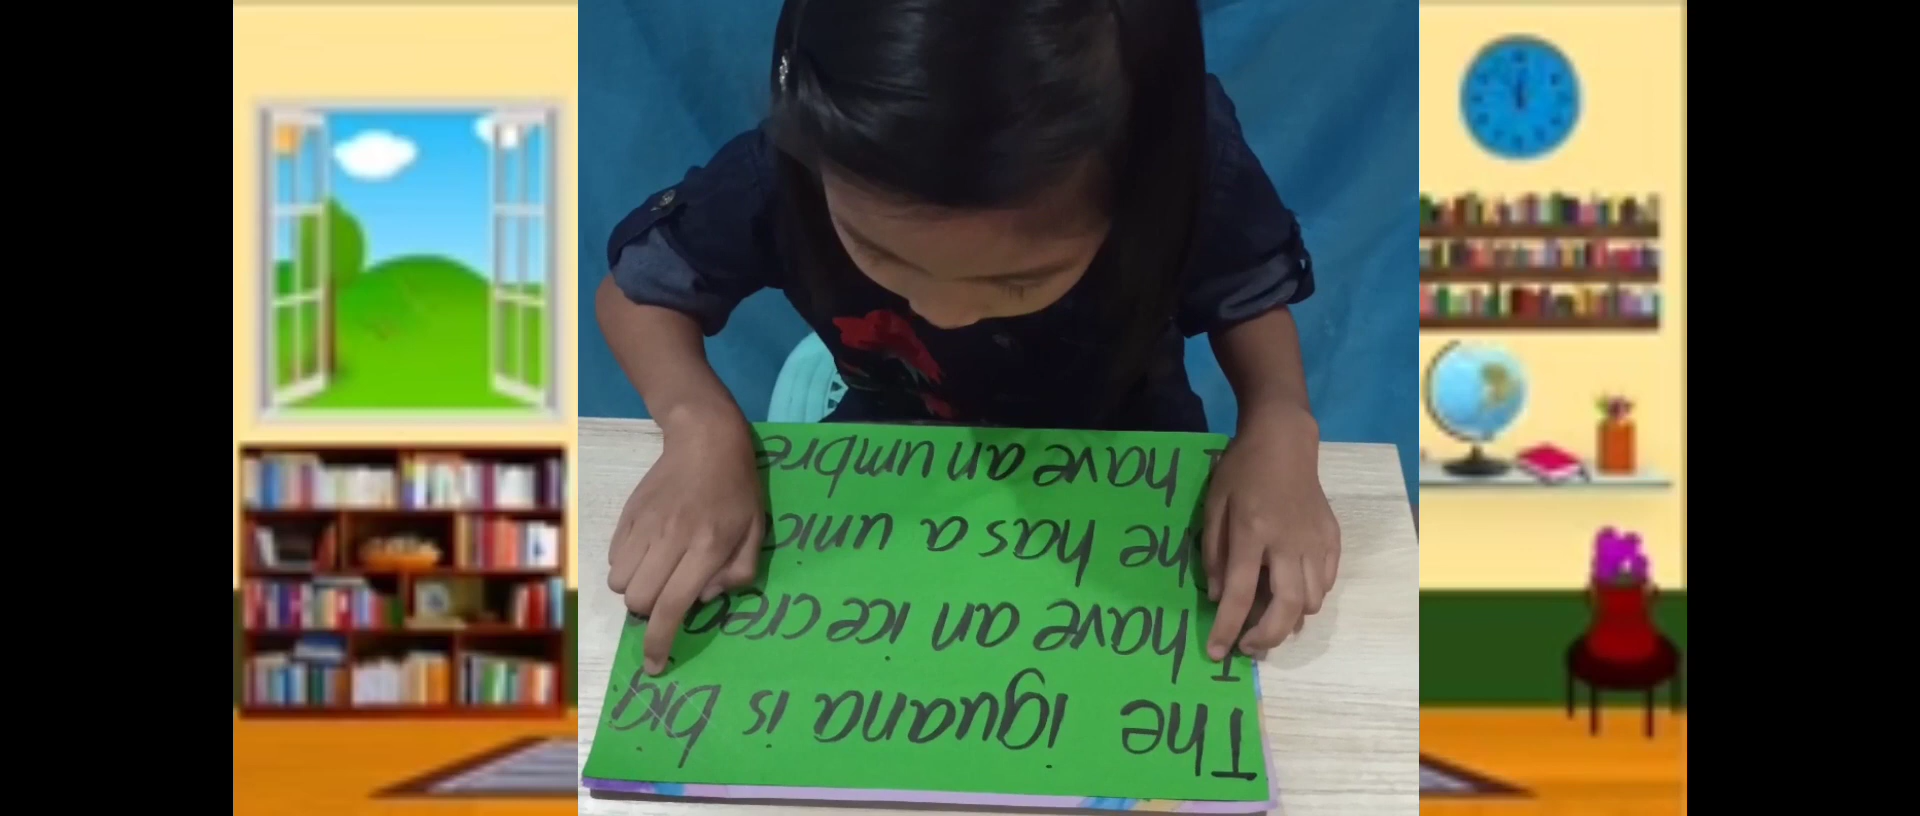 The iguana is big.
I have an ice crea
he has a unic
I have an umbre